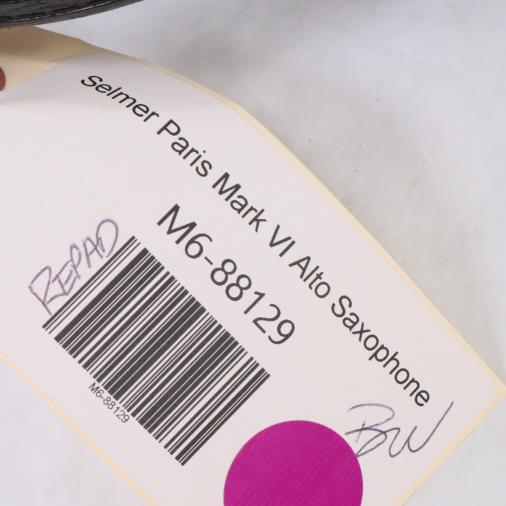 Selmer Paris Mark VI Alto Saxophone
M6-88129
REPAD
M6-88129
BW